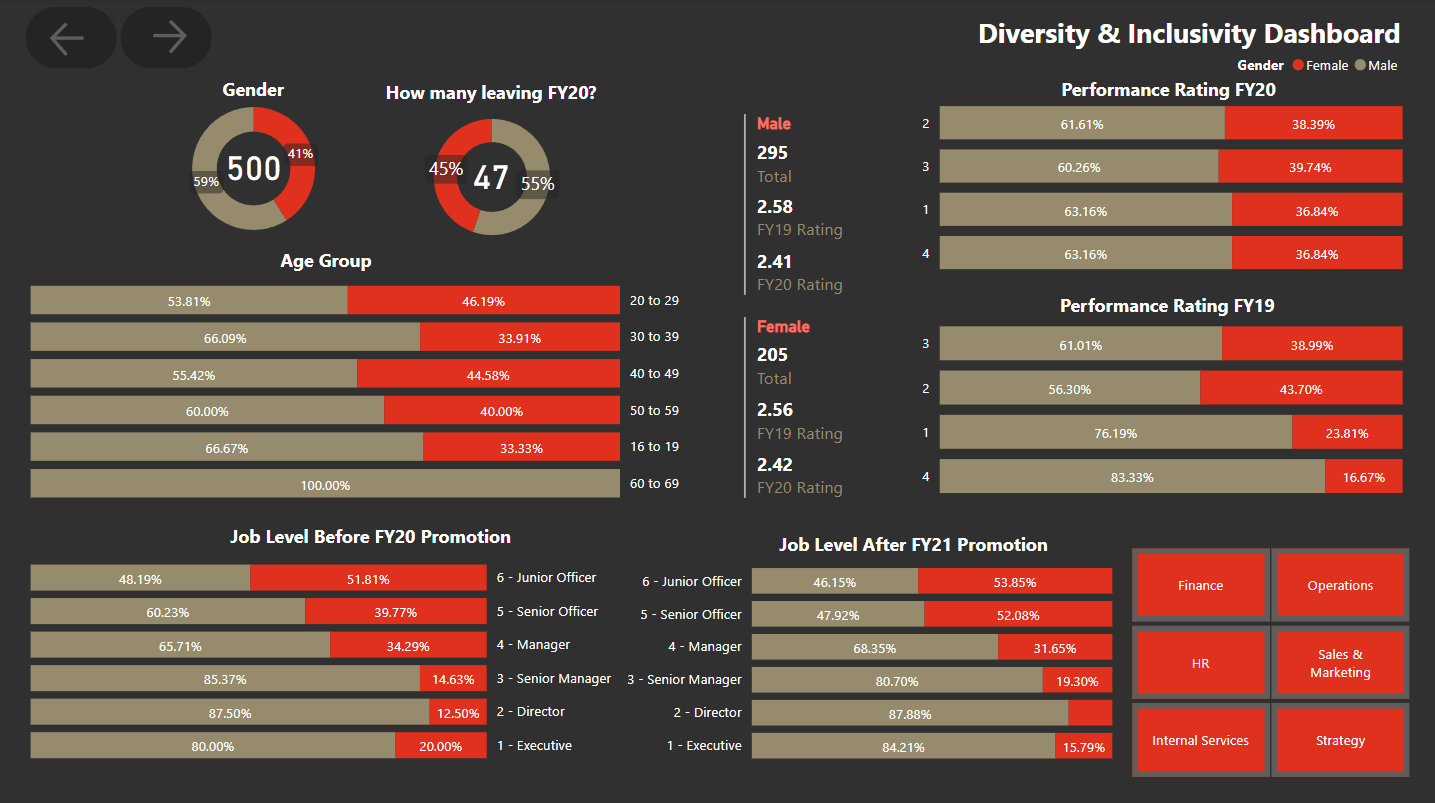 Diversity & Inclusivity Dashboard
Gender Female Male
Gender
500
41%
59%
How many leaving FY20?
47
45%
55%
Age Group
53.81% 46.19% 20 to 29
66.09% 33.91% 30 to 39
55.42% 44.58% 40 to 49
60.00% 40.00% 50 to 59
66.67% 33.33% 16 to 19
100.00% 60 to 69
Male
295
Total
2.58
FY19 Rating
2.41
FY20 Rating
Female
205
Total
2.56
FY19 Rating
2.42
FY20 Rating
Performance Rating FY20
2 61.61% 38.39%
3 60.26% 39.74%
1 63.16% 36.84%
4 63.16% 36.84%
Performance Rating FY19
3 61.01% 38.99%
2 56.30% 43.70%
1 76.19% 23.81%
4 83.33% 16.67%
Job Level Before FY20 Promotion
48.19% 51.81% 6 - Junior Officer
60.23% 39.77% 5 - Senior Officer
65.71% 34.29% 4 - Manager
85.37% 14.63% 3 - Senior Manager
87.50% 12.50% 2 - Director
80.00% 20.00% 1 - Executive
Job Level After FY21 Promotion
6 - Junior Officer 46.15% 53.85%
5 - Senior Officer 47.92% 52.08%
4 - Manager 68.35% 31.65%
3 - Senior Manager 80.70% 19.30%
2 - Director 87.88%
1 - Executive 84.21% 15.79%
Finance
Operations
HR
Sales &
Marketing
Internal Services
Strategy